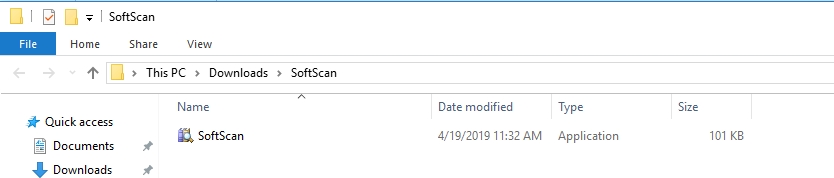 SoftScan
File Home Share View
This PC Downloads SoftScan
Name Date modified Type Size
Quick access
SoftScan 4/19/2019 11:32 AM Application 101 KB
Documents
Downloads